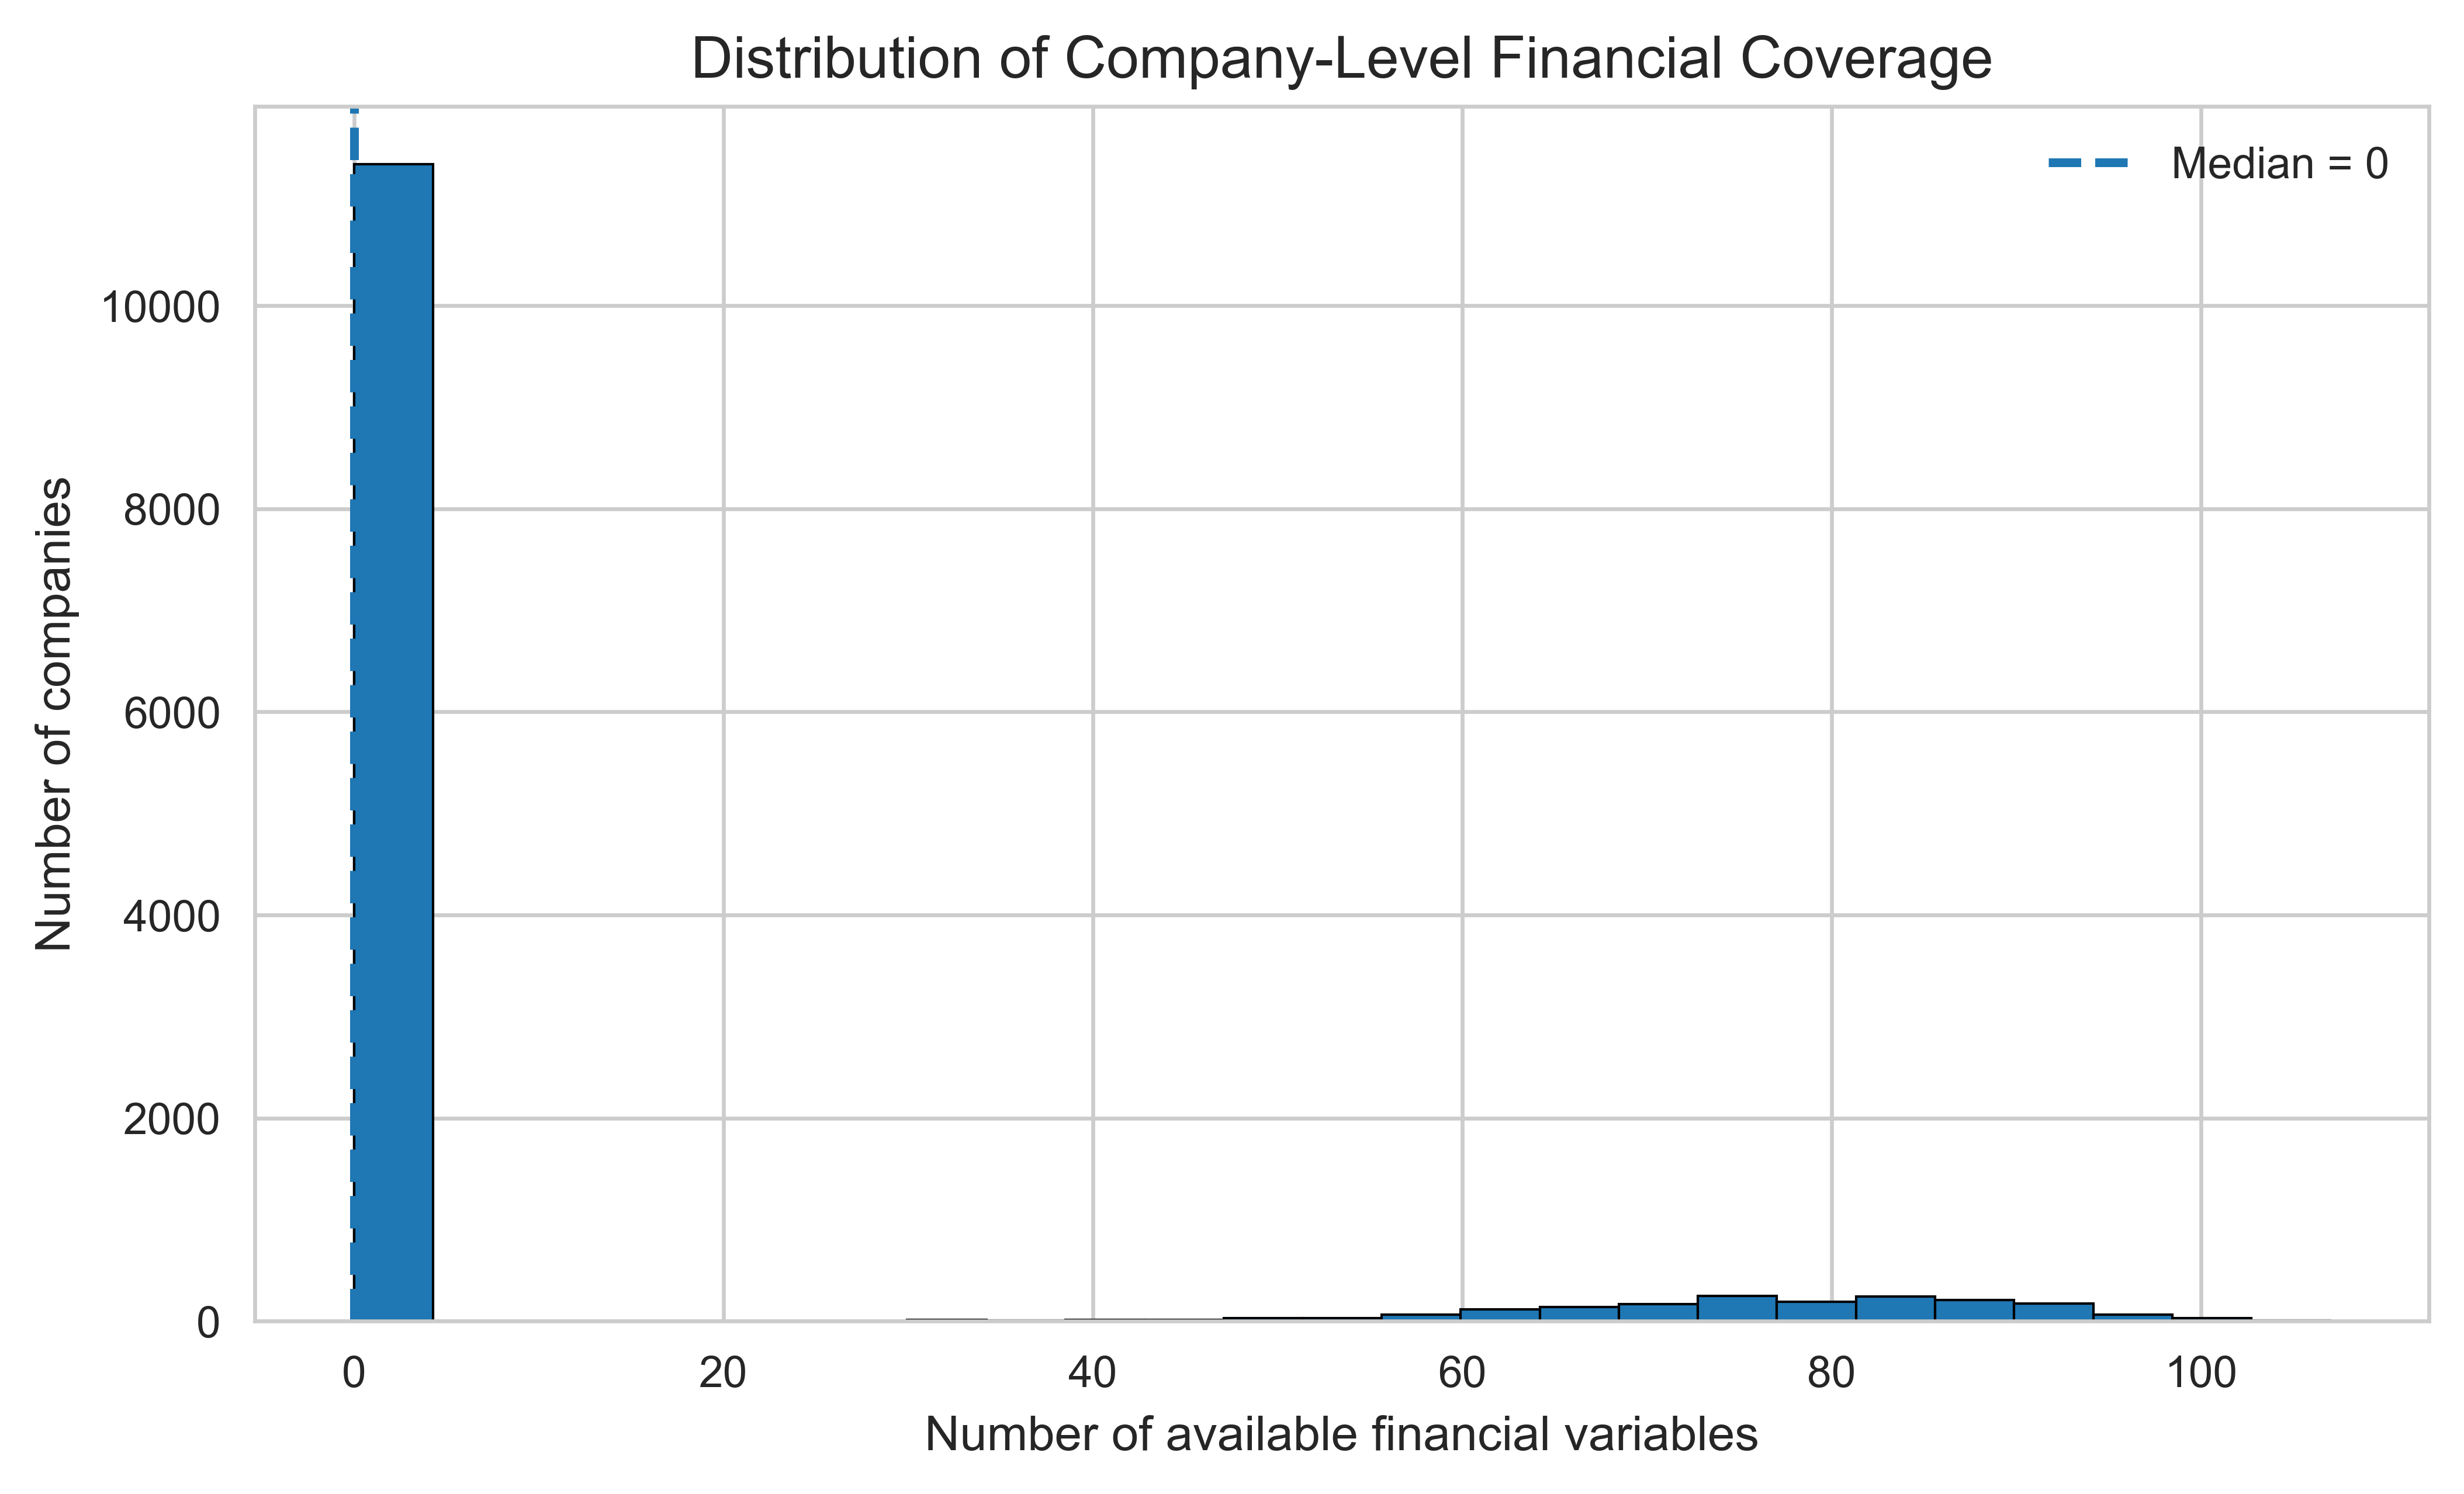 Distribution of Company-Level Financial Coverage
Median = 0
Number of companies
10000
8000
6000
4000
2000
0
0 20 40 60 80 100
Number of available financial variables